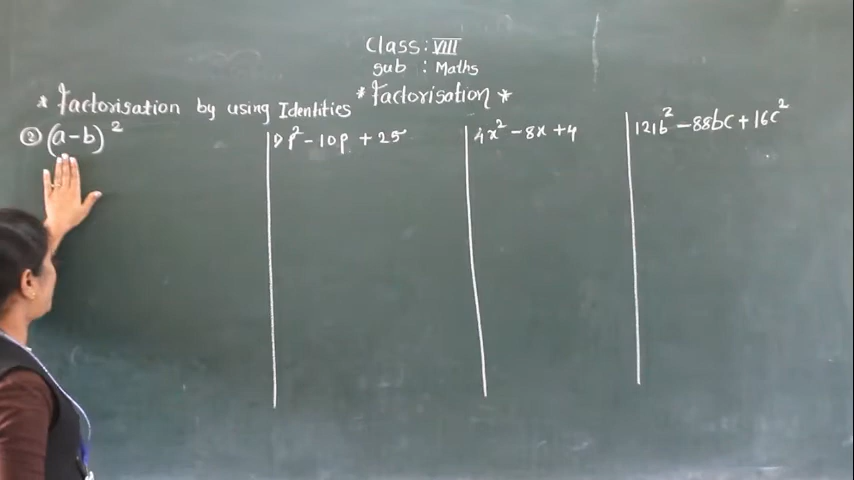 Class: VIII
Sub : Maths
* Factorisation *
* Factorisation by using Identities
② (a-b)²
1) p² - 10p + 25
4x² - 8x + 4
121b² - 88bc + 16c²